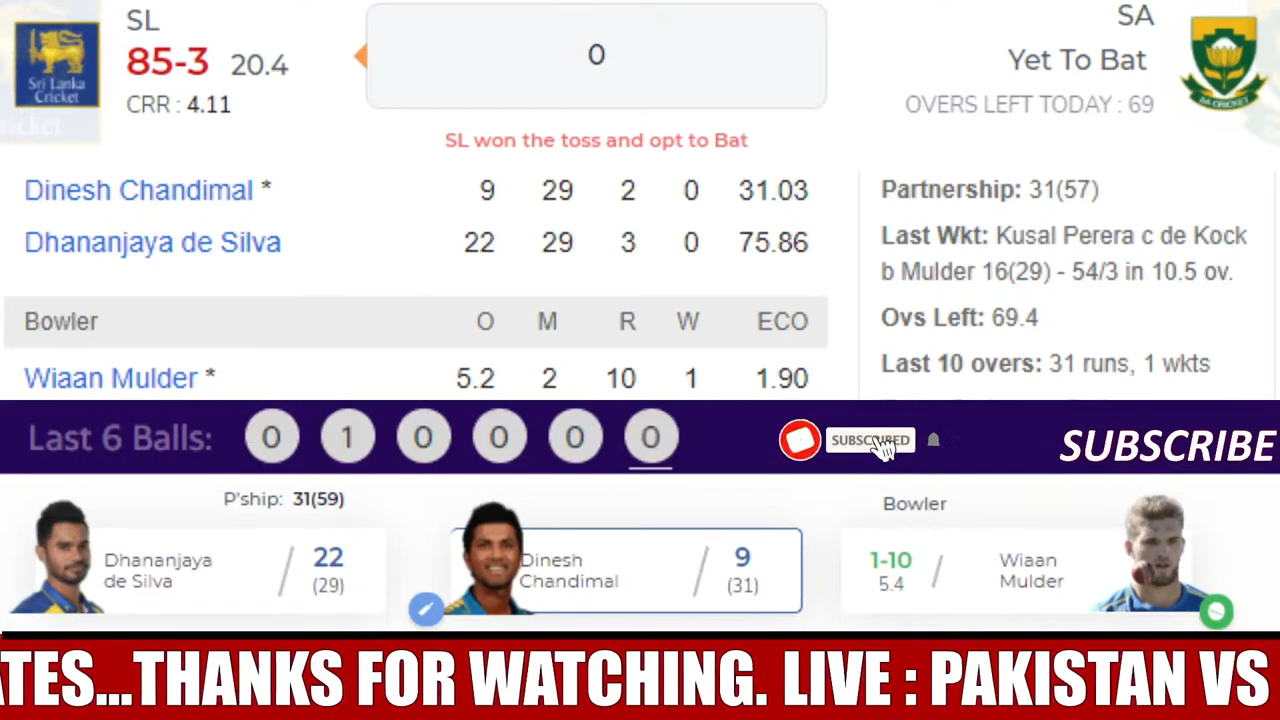 SL
85-3 20.4
CRR : 4.11
Sri Lanka
Cricket
0
SL won the toss and opt to Bat
SA
Yet To Bat
OVERS LEFT TODAY : 69
SA CRICKET
Dinesh Chandimal * 9 29 2 0 31.03
Dhananjaya de Silva 22 29 3 0 75.86
Bowler O M R W ECO
Wiaan Mulder * 5.2 2 10 1 1.90
Partnership: 31(57)
Last Wkt: Kusal Perera c de Kock
b Mulder 16(29) - 54/3 in 10.5 ov.
Ovs Left: 69.4
Last 10 overs: 31 runs, 1 wkts
Last 6 Balls: 0 1 0 0 0 0
SUBSCRIBED
SUBSCRIBE
P'ship: 31(59)
Dhananjaya
de Silva
22
(29)
Dinesh
Chandimal
9
(31)
Bowler
1-10
5.4
Wiaan
Mulder
ATES...THANKS FOR WATCHING. LIVE : PAKISTAN VS